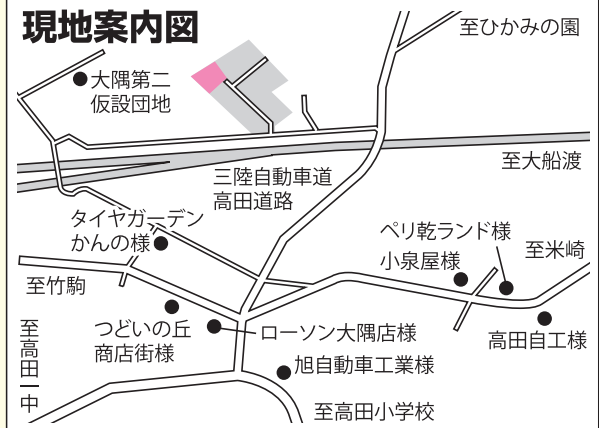 現地案内図
至ひかみの園
大隅第二
仮設団地
至大船渡
三陸自動車道
高田道路
タイヤガーデン
かんの様
ペリ乾ランド様
小泉屋様
至米崎
至竹駒
つどいの丘
商店街様
ローソン大隅店様
高田自工様
至高田一中
旭自動車工業様
至高田小学校